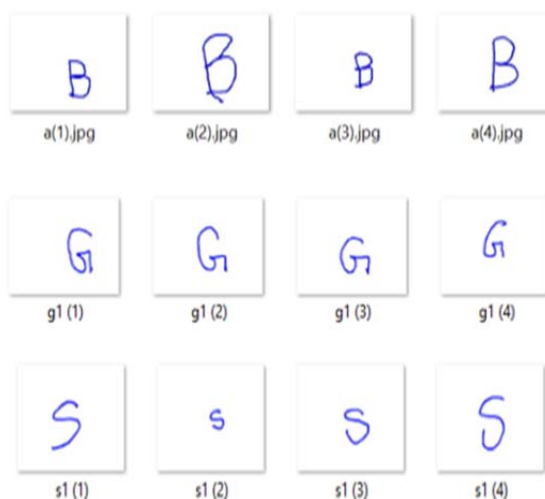 B B B B
a(1).jpg a(2).jpg a(3).jpg a(4).jpg
G G G G
g1 (1) g1 (2) g1 (3) g1 (4)
S s S S
s1 (1) s1 (2) s1 (3) s1 (4)